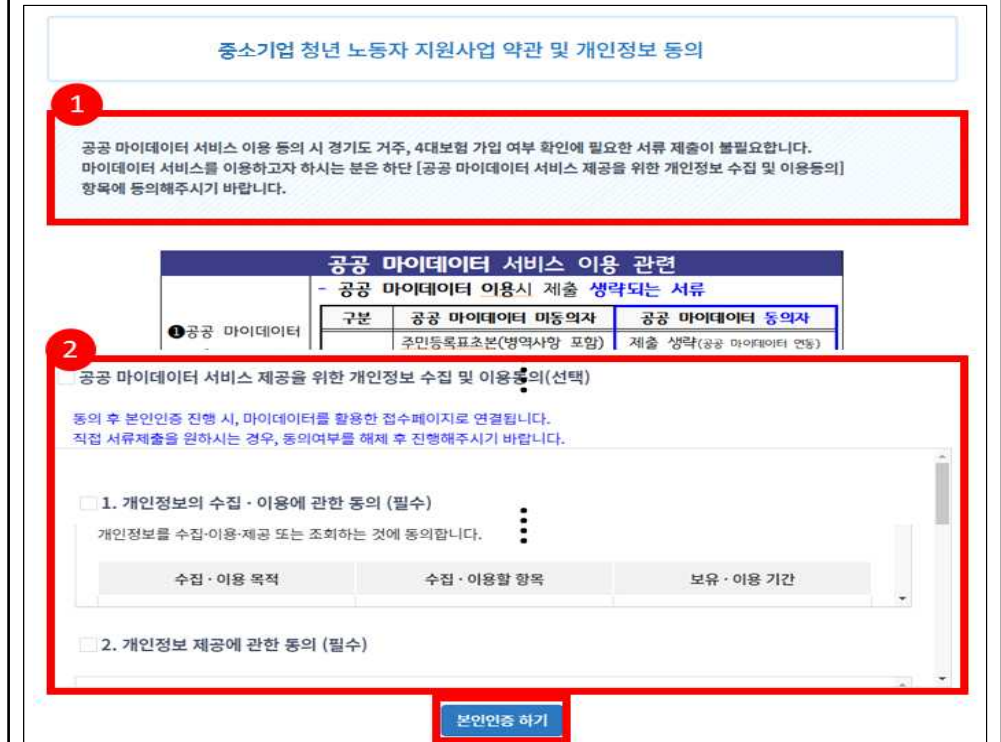 중소기업 청년 노동자 지원사업 약관 및 개인정보 동의
1
공공 마이데이터 서비스 이용 동의 시 경기도 거주, 4대보험 가입 여부 확인에 필요한 서류 제출이 불필요합니다.
마이데이터 서비스를 이용하고자 하시는 분은 하단 [공공 마이데이터 서비스 제공을 위한 개인정보 수집 및 이용동의]
항목에 동의해주시기 바랍니다.
공공 마이데이터 서비스 이용 관련
- 공공 마이데이터 이용시 제출 생략되는 서류
구분 공공 마이데이터 미동의자 공공 마이데이터 동의자
❶공공 마이데이터
주민등록표초본(병역사항 포함) 제출 생략(공공 마이데이터 연동)
2
공공 마이데이터 서비스 제공을 위한 개인정보 수집 및 이용동의(선택)
동의 후 본인인증 진행 시, 마이데이터를 활용한 접수페이지로 연결됩니다.
직접 서류제출을 원하시는 경우, 동의여부를 해제 후 진행해주시기 바랍니다.
1. 개인정보의 수집 · 이용에 관한 동의 (필수)
개인정보를 수집·이용·제공 또는 조회하는 것에 동의합니다.
수집 · 이용 목적 수집 · 이용할 항목 보유 · 이용 기간
2. 개인정보 제공에 관한 동의 (필수)
본인인증 하기